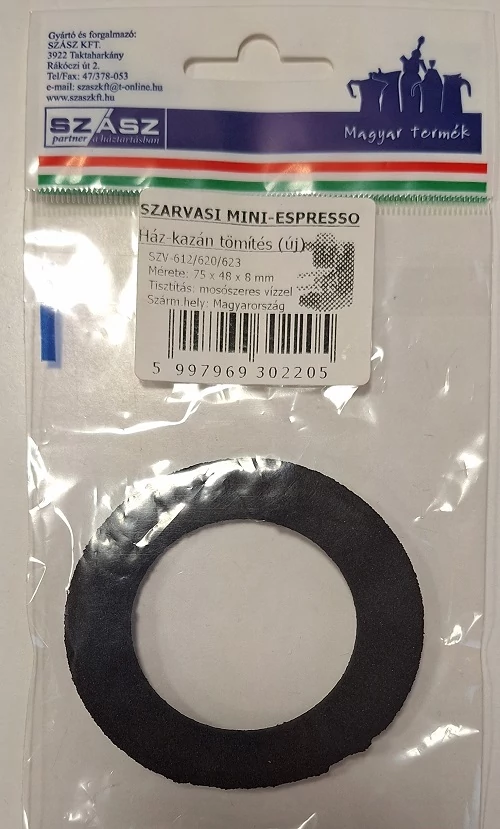 Gyártó és forgalmazó:
SZÁSZ KFT.
3922 Taktaharkány
Rákóczi út 2.
Tel/Fax: 47/378-053
e-mail: szaszkft@t-online.hu
www.szaszkft.hu
SZÁSZ
partner a háztartásban
Magyar termék
SZARVASI MINI-ESPRESSO
Ház-kazán tömítés (új)
SZV-612/620/623
Mérete: 75 x 48 x 8 mm
Tisztítás: mosószeres vízzel
Szárm.hely: Magyarország
5 997969 302205